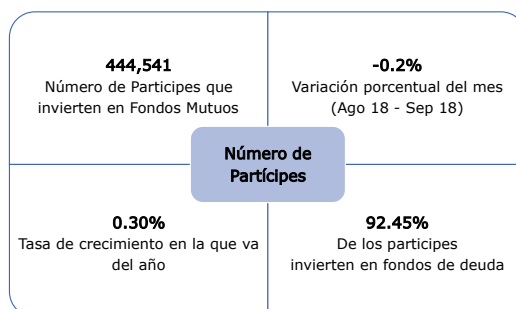 444,541
Número de Participes que
invierten en Fondos Mutuos
-0.2%
Variación porcentual del mes
(Ago 18 - Sep 18)
Número de
Partícipes
0.30%
Tasa de crecimiento en la que va
del año
92.45%
De los participes
invierten en fondos de deuda